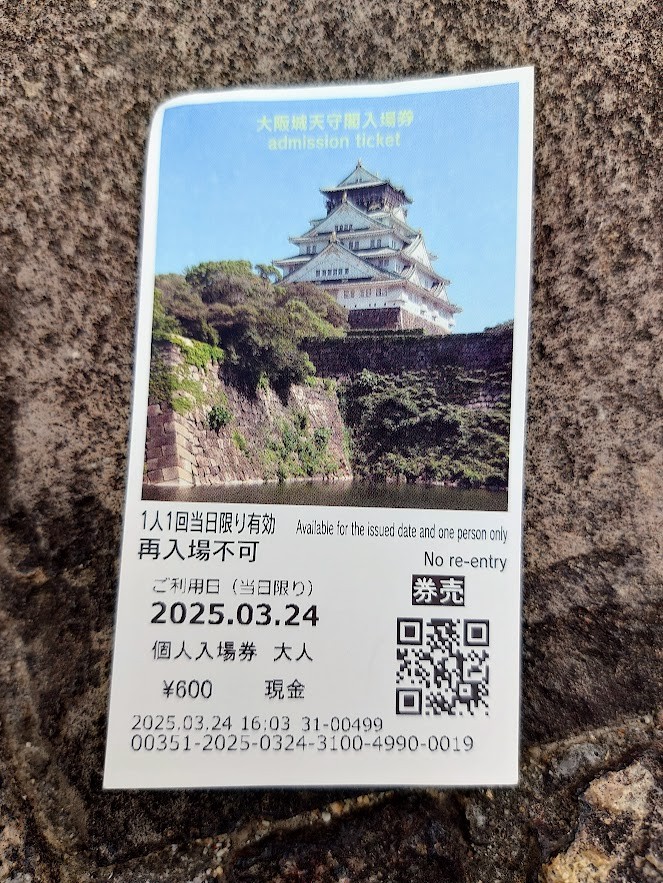 大阪城天守閣入場券
admission ticket
1人1回当日限り有効 Available for the issued date and one person only
再入場不可 No re-entry
ご利用日（当日限り） 券売
2025.03.24
個人入場券 大人
¥600 現金
2025.03.24 16:03 31-00499
00351-2025-0324-3100-4990-0019